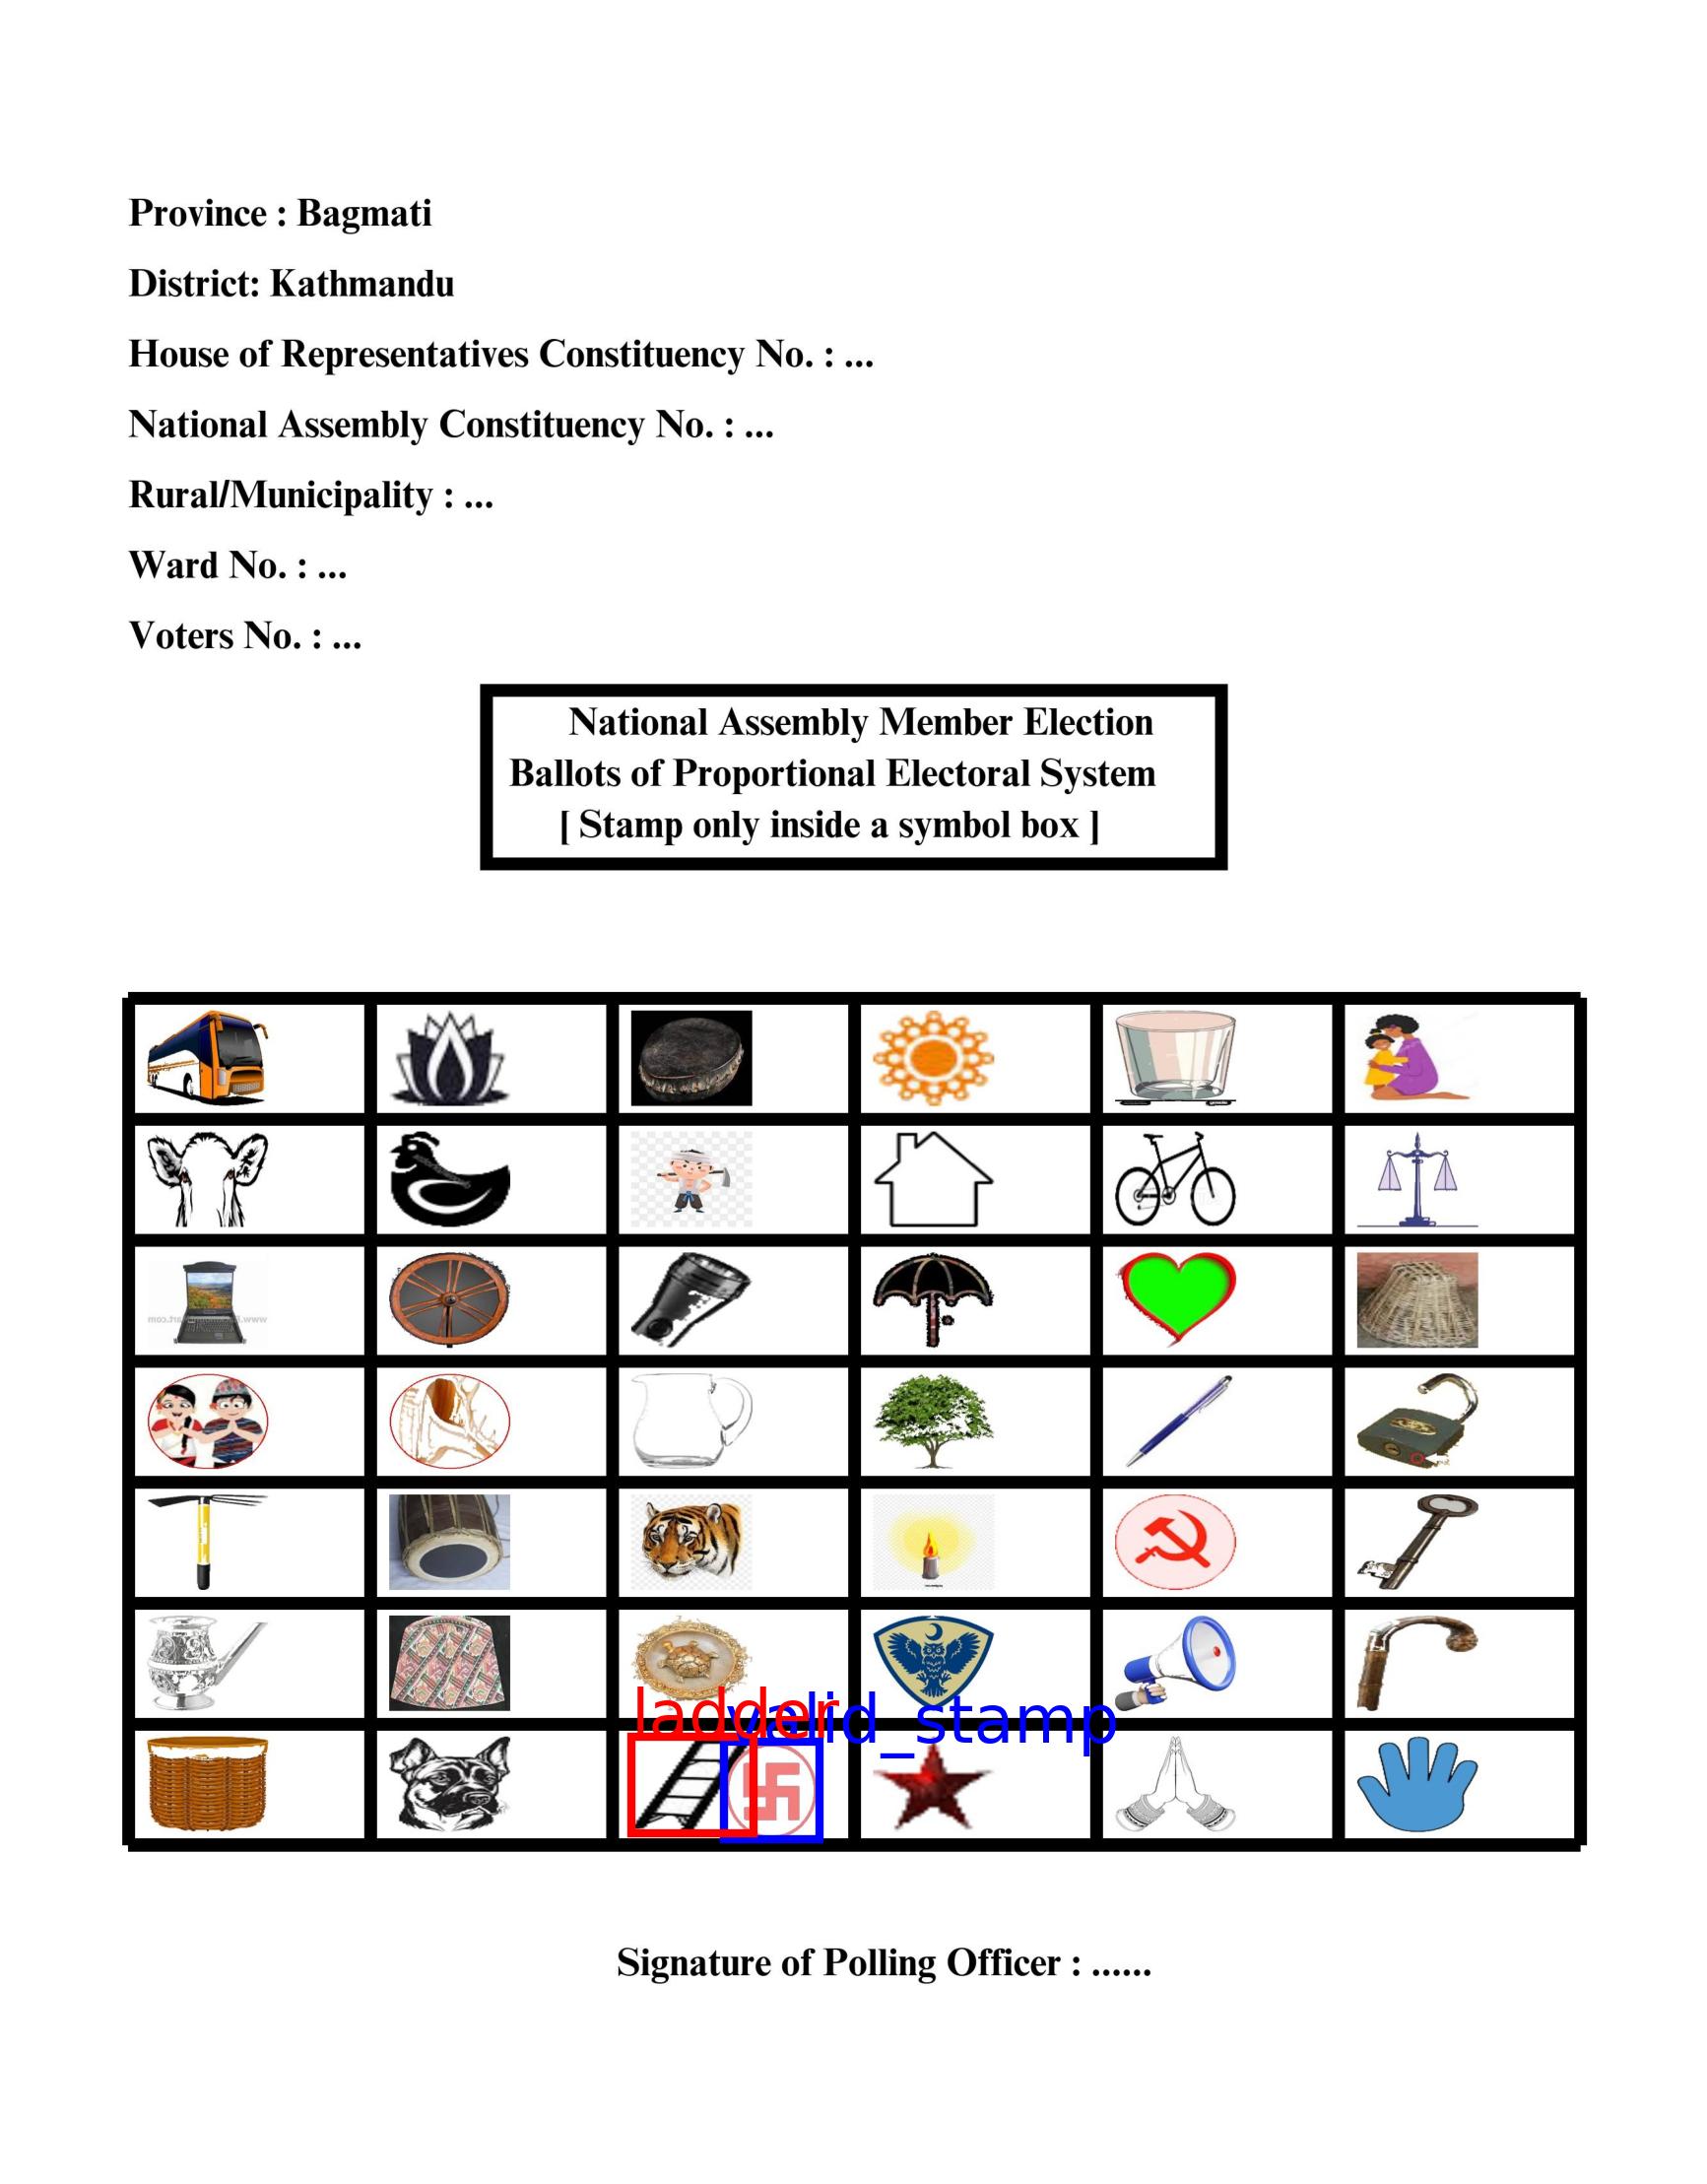 Province : Bagmati
District: Kathmandu
House of Representatives Constituency No. : ...
National Assembly Constituency No. : ...
Rural/Municipality : ...
Ward No. : ...
Voters No. : ...
National Assembly Member Election
Ballots of Proportional Electoral System
[ Stamp only inside a symbol box ]
ladder
valid_stamp
Signature of Polling Officer : ......